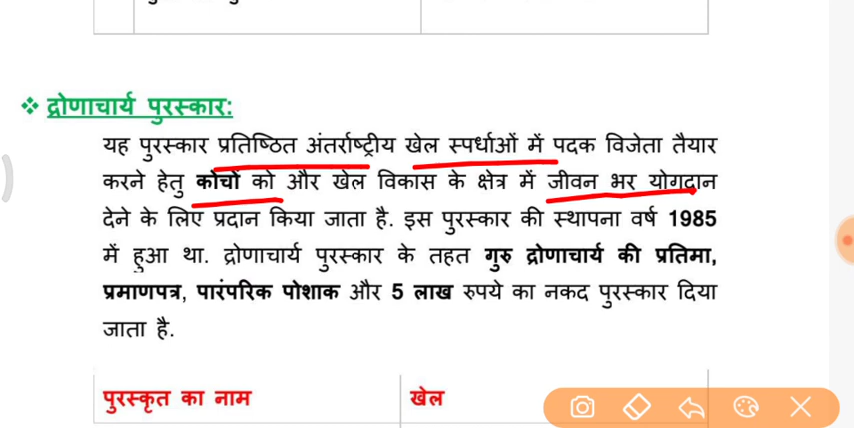 ❖ द्रोणाचार्य पुरस्कार:
यह पुरस्कार प्रतिष्ठित अंतर्राष्ट्रीय खेल स्पर्धाओं में पदक विजेता तैयार
करने हेतु कोचों को और खेल विकास के क्षेत्र में जीवन भर योगदान
देने के लिए प्रदान किया जाता है. इस पुरस्कार की स्थापना वर्ष 1985
में हुआ था. द्रोणाचार्य पुरस्कार के तहत गुरु द्रोणाचार्य की प्रतिमा,
प्रमाणपत्र, पारंपरिक पोशाक और 5 लाख रुपये का नकद पुरस्कार दिया
जाता है.
पुरस्कृत का नाम खेल